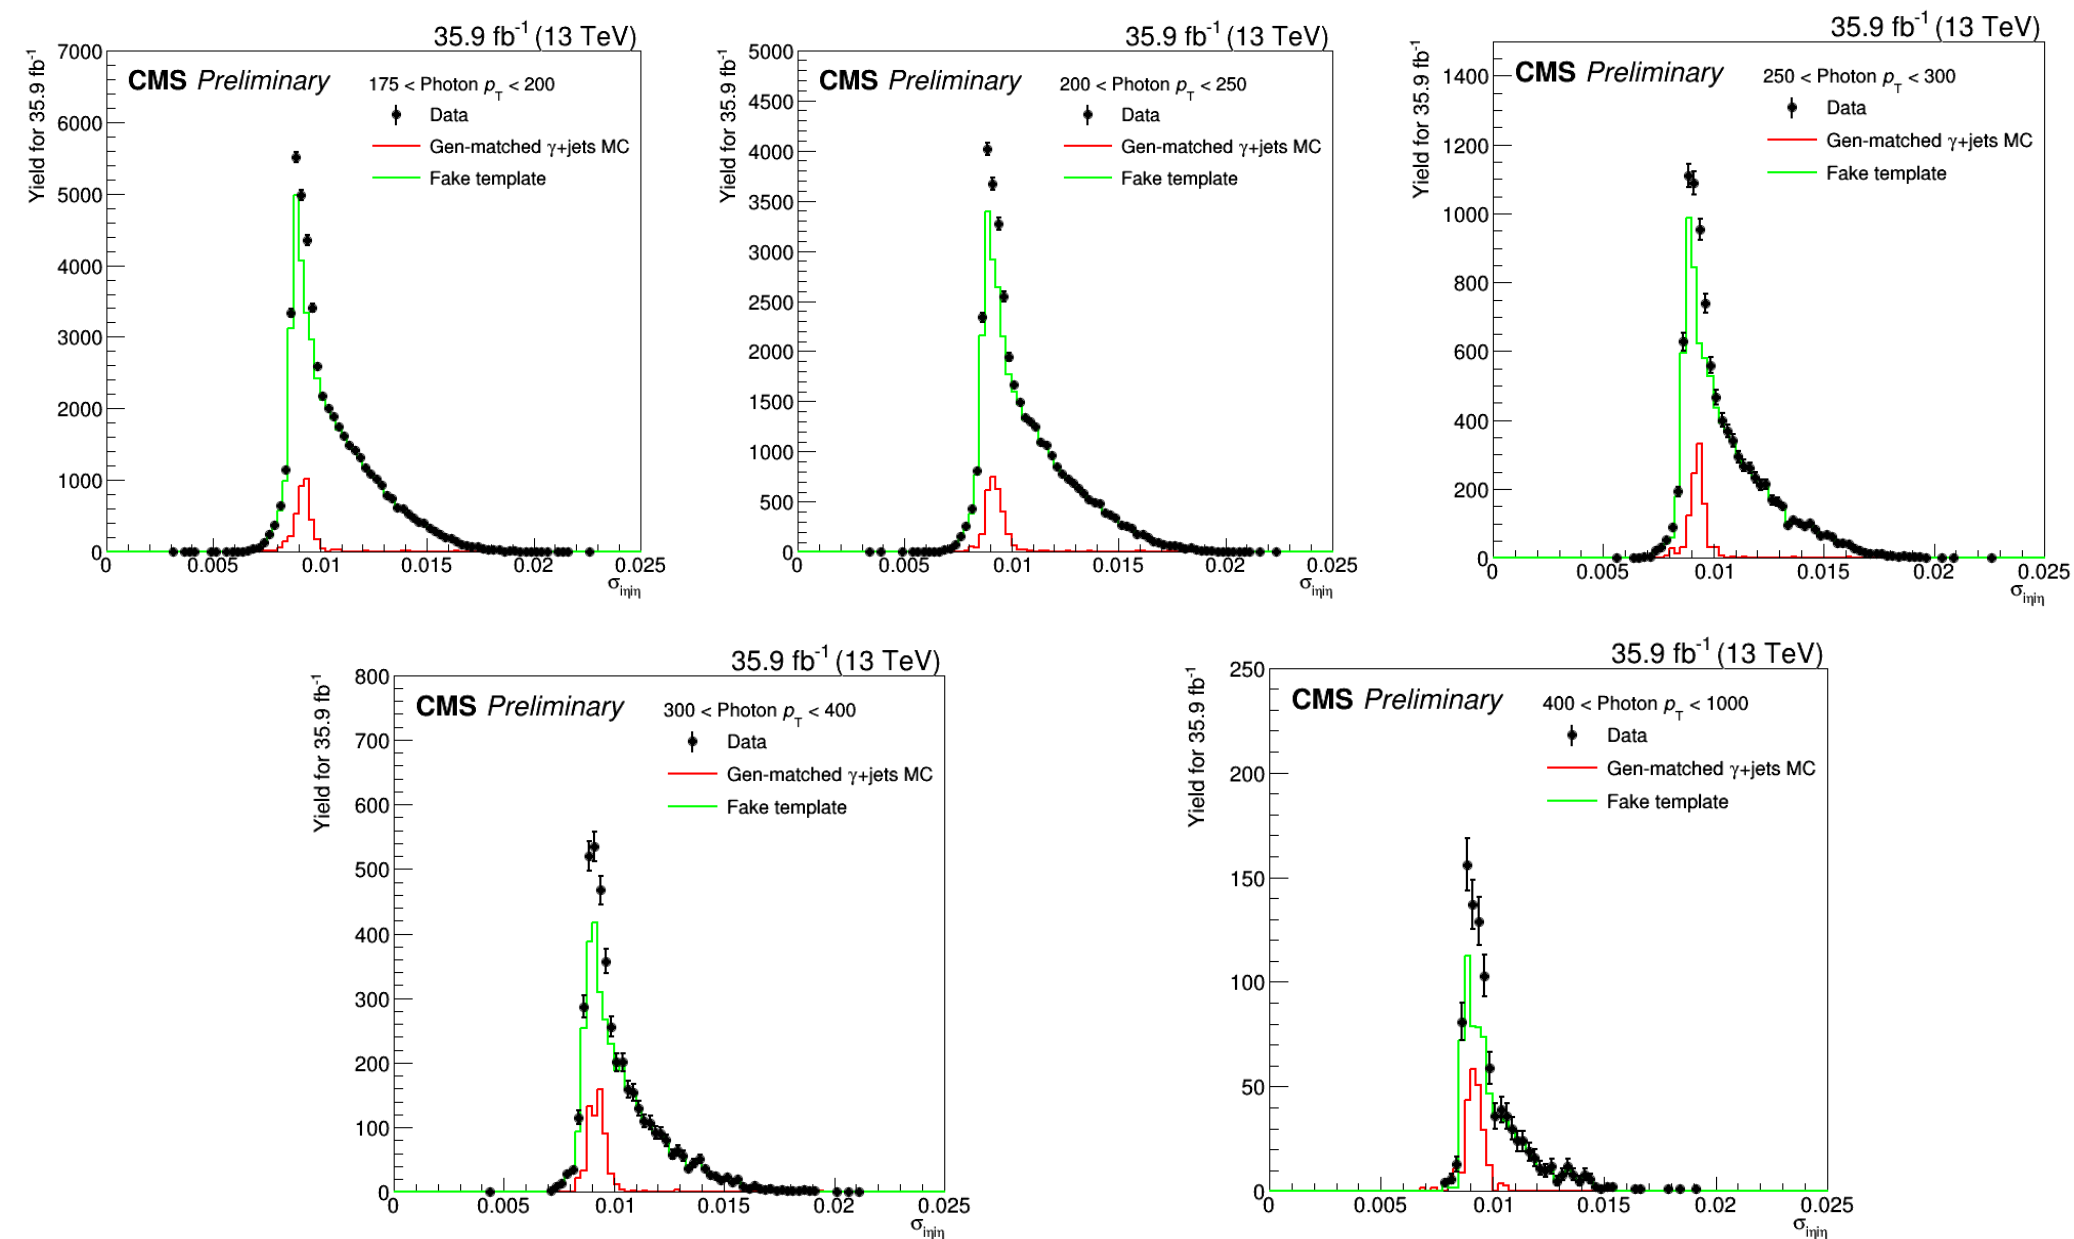 35.9 fb⁻¹ (13 TeV)
Yield for 35.9 fb⁻¹
CMS Preliminary
175 < Photon p_T < 200
Data
Gen-matched γ+jets MC
Fake template
7000
6000
5000
4000
3000
2000
1000
0
0 0.005 0.01 0.015 0.02 0.025
σ_iηiη
35.9 fb⁻¹ (13 TeV)
Yield for 35.9 fb⁻¹
CMS Preliminary
200 < Photon p_T < 250
Data
Gen-matched γ+jets MC
Fake template
5000
4500
4000
3500
3000
2500
2000
1500
1000
500
0
0 0.005 0.01 0.015 0.02 0.025
σ_iηiη
35.9 fb⁻¹ (13 TeV)
Yield for 35.9 fb⁻¹
CMS Preliminary
250 < Photon p_T < 300
Data
Gen-matched γ+jets MC
Fake template
1400
1200
1000
800
600
400
200
0
0 0.005 0.01 0.015 0.02 0.025
σ_iηiη
35.9 fb⁻¹ (13 TeV)
Yield for 35.9 fb⁻¹
CMS Preliminary
300 < Photon p_T < 400
Data
Gen-matched γ+jets MC
Fake template
800
700
600
500
400
300
200
100
0
0 0.005 0.01 0.015 0.02 0.025
σ_iηiη
35.9 fb⁻¹ (13 TeV)
Yield for 35.9 fb⁻¹
CMS Preliminary
400 < Photon p_T < 1000
Data
Gen-matched γ+jets MC
Fake template
250
200
150
100
50
0
0 0.005 0.01 0.015 0.02 0.025
σ_iηiη